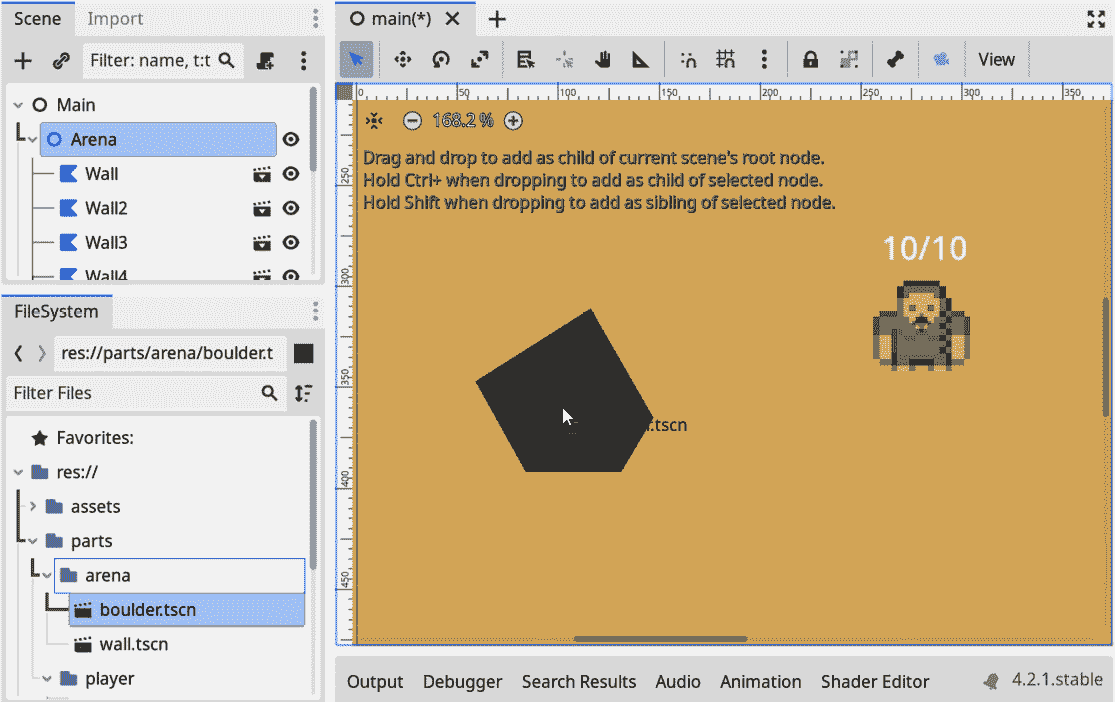 Scene Import
Filter: name, t:t
Main
Arena
Wall
Wall2
Wall3
Wall4
FileSystem
res://parts/arena/boulder.t
Filter Files
Favorites:
res://
assets
parts
arena
boulder.tscn
wall.tscn
player
main(*)
View
0 50 100 150 200 250 300 350
250
300
350
400
450
168.2 %
Drag and drop to add as child of current scene's root node.
Hold Ctrl+ when dropping to add as child of selected node.
Hold Shift when dropping to add as sibling of selected node.
10/10
.tscn
Output Debugger Search Results Audio Animation Shader Editor 4.2.1.stable